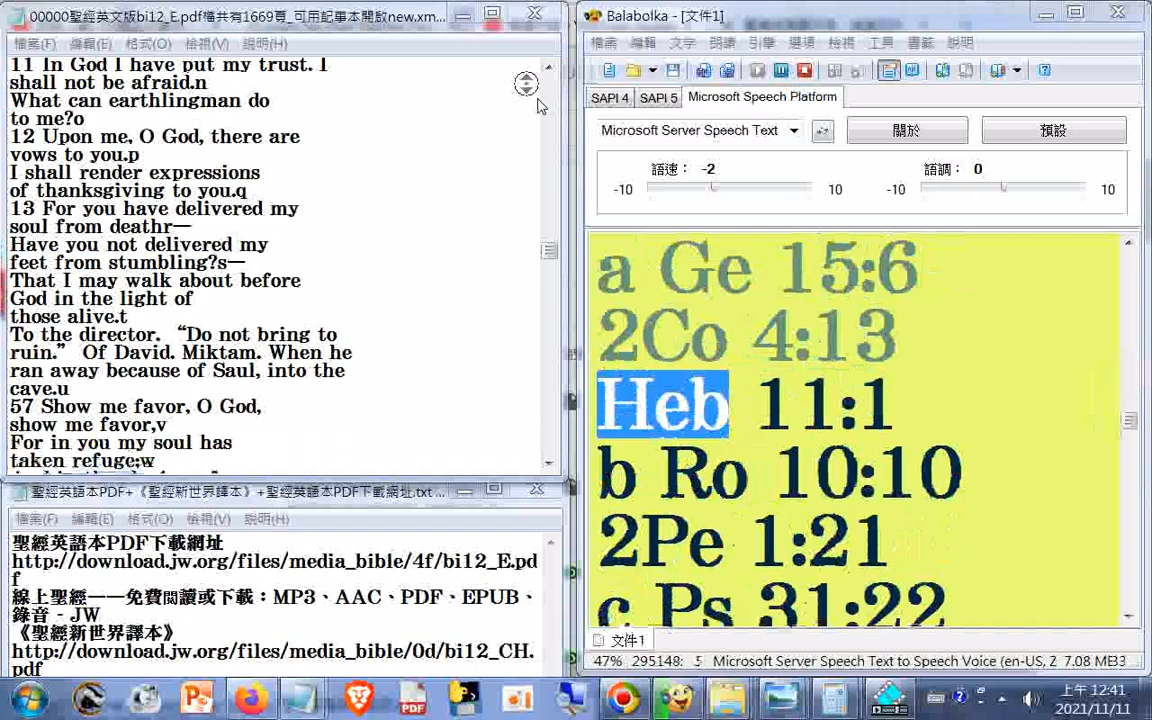 00000聖經英文版bi12_E.pdf檔共有1669頁_可用記事本開啟new.xm...
檔案(F) 編輯(E) 格式(O) 檢視(V) 說明(H)
11 In God I have put my trust. I
shall not be afraid.n
What can earthlingman do
to me?o
12 Upon me, O God, there are
vows to you.p
I shall render expressions
of thanksgiving to you.q
13 For you have delivered my
soul from deathr—
Have you not delivered my
feet from stumbling?s—
That I may walk about before
God in the light of
those alive.t
To the director. “Do not bring to
ruin.” Of David. Miktam. When he
ran away because of Saul, into the
cave.u
57 Show me favor, O God,
show me favor,v
For in you my soul has
taken refuge;w
聖經英語本PDF+《聖經新世界譯本》+聖經英語本PDF下載網址.txt ...
檔案(F) 編輯(E) 格式(O) 檢視(V) 說明(H)
聖經英語本PDF下載網址
http://download.jw.org/files/media_bible/4f/bi12_E.pd
f
線上聖經——免費閱讀或下載：MP3、AAC、PDF、EPUB、
錄音 - JW
《聖經新世界譯本》
http://download.jw.org/files/media_bible/0d/bi12_CH.
pdf
Balabolka - [文件1]
檔案 編輯 文字 朗讀 引擎 選項 檢視 工具 書籤 說明
SAPI 4 SAPI 5 Microsoft Speech Platform
Microsoft Server Speech Text 關於 預設
語速： -2 語調： 0
-10 10 -10 10
a Ge 15:6
2Co 4:13
Heb 11:1
b Ro 10:10
2Pe 1:21
c Ps 31:22
文件1
47% 295148: 5 Microsoft Server Speech Text to Speech Voice (en-US, Z 7.08 MB
上午 12:41
2021/11/11